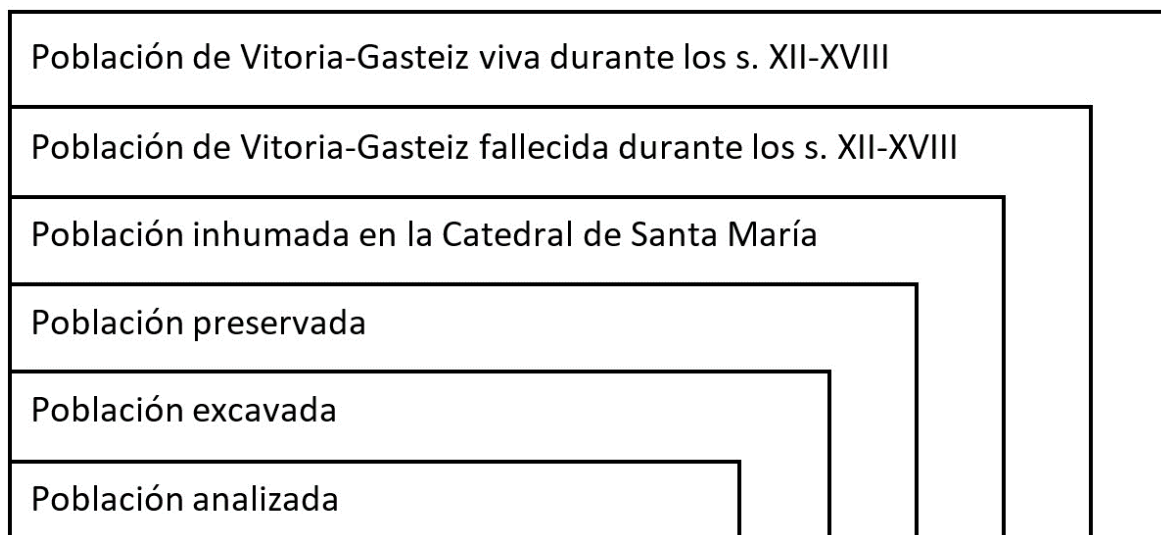 Población de Vitoria-Gasteiz viva durante los s. XII-XVIII
Población de Vitoria-Gasteiz fallecida durante los s. XII-XVIII
Población inhumada en la Catedral de Santa María
Población preservada
Población excavada
Población analizada